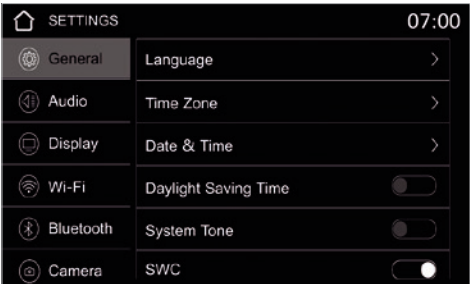 SETTINGS 07:00
General
Language
Audio
Time Zone
Display
Date & Time
Wi-Fi
Daylight Saving Time
Bluetooth
System Tone
Camera
SWC